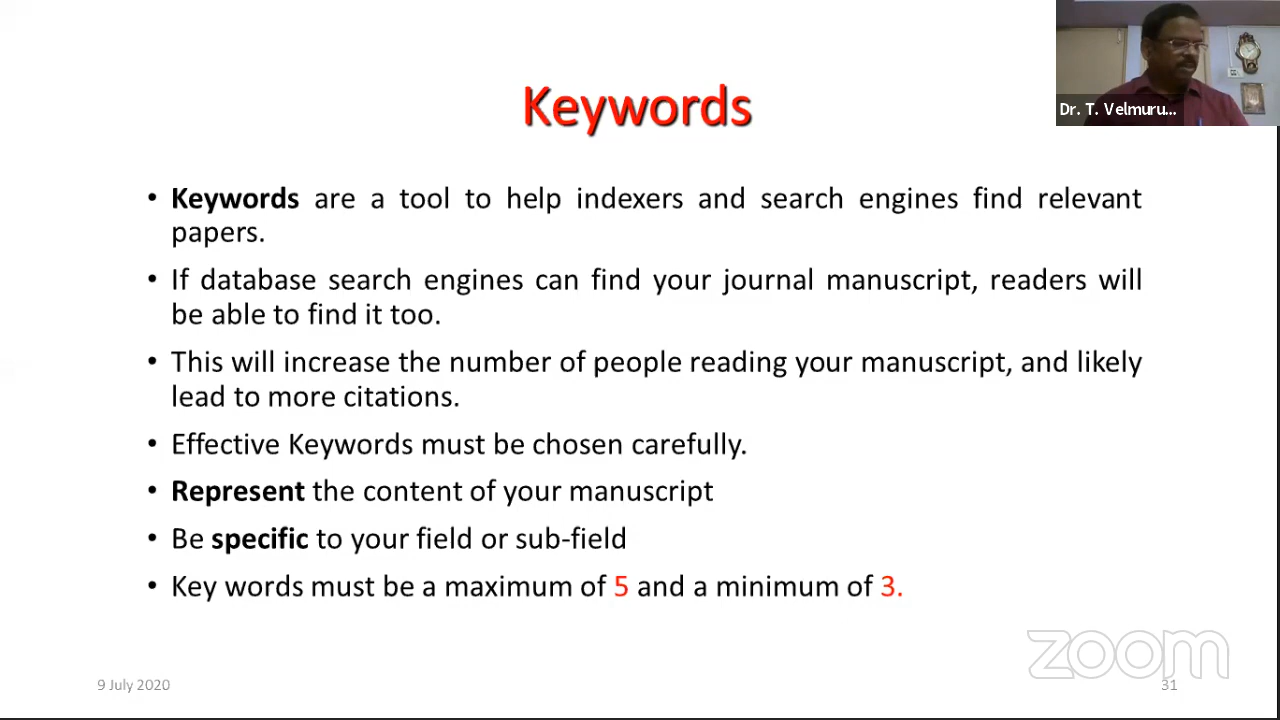 Dr. T. Velmuru...
Keywords
• Keywords are a tool to help indexers and search engines find relevant
papers.
• If database search engines can find your journal manuscript, readers will
be able to find it too.
• This will increase the number of people reading your manuscript, and likely
lead to more citations.
• Effective Keywords must be chosen carefully.
• Represent the content of your manuscript
• Be specific to your field or sub-field
• Key words must be a maximum of 5 and a minimum of 3.
zoom
9 July 2020
31